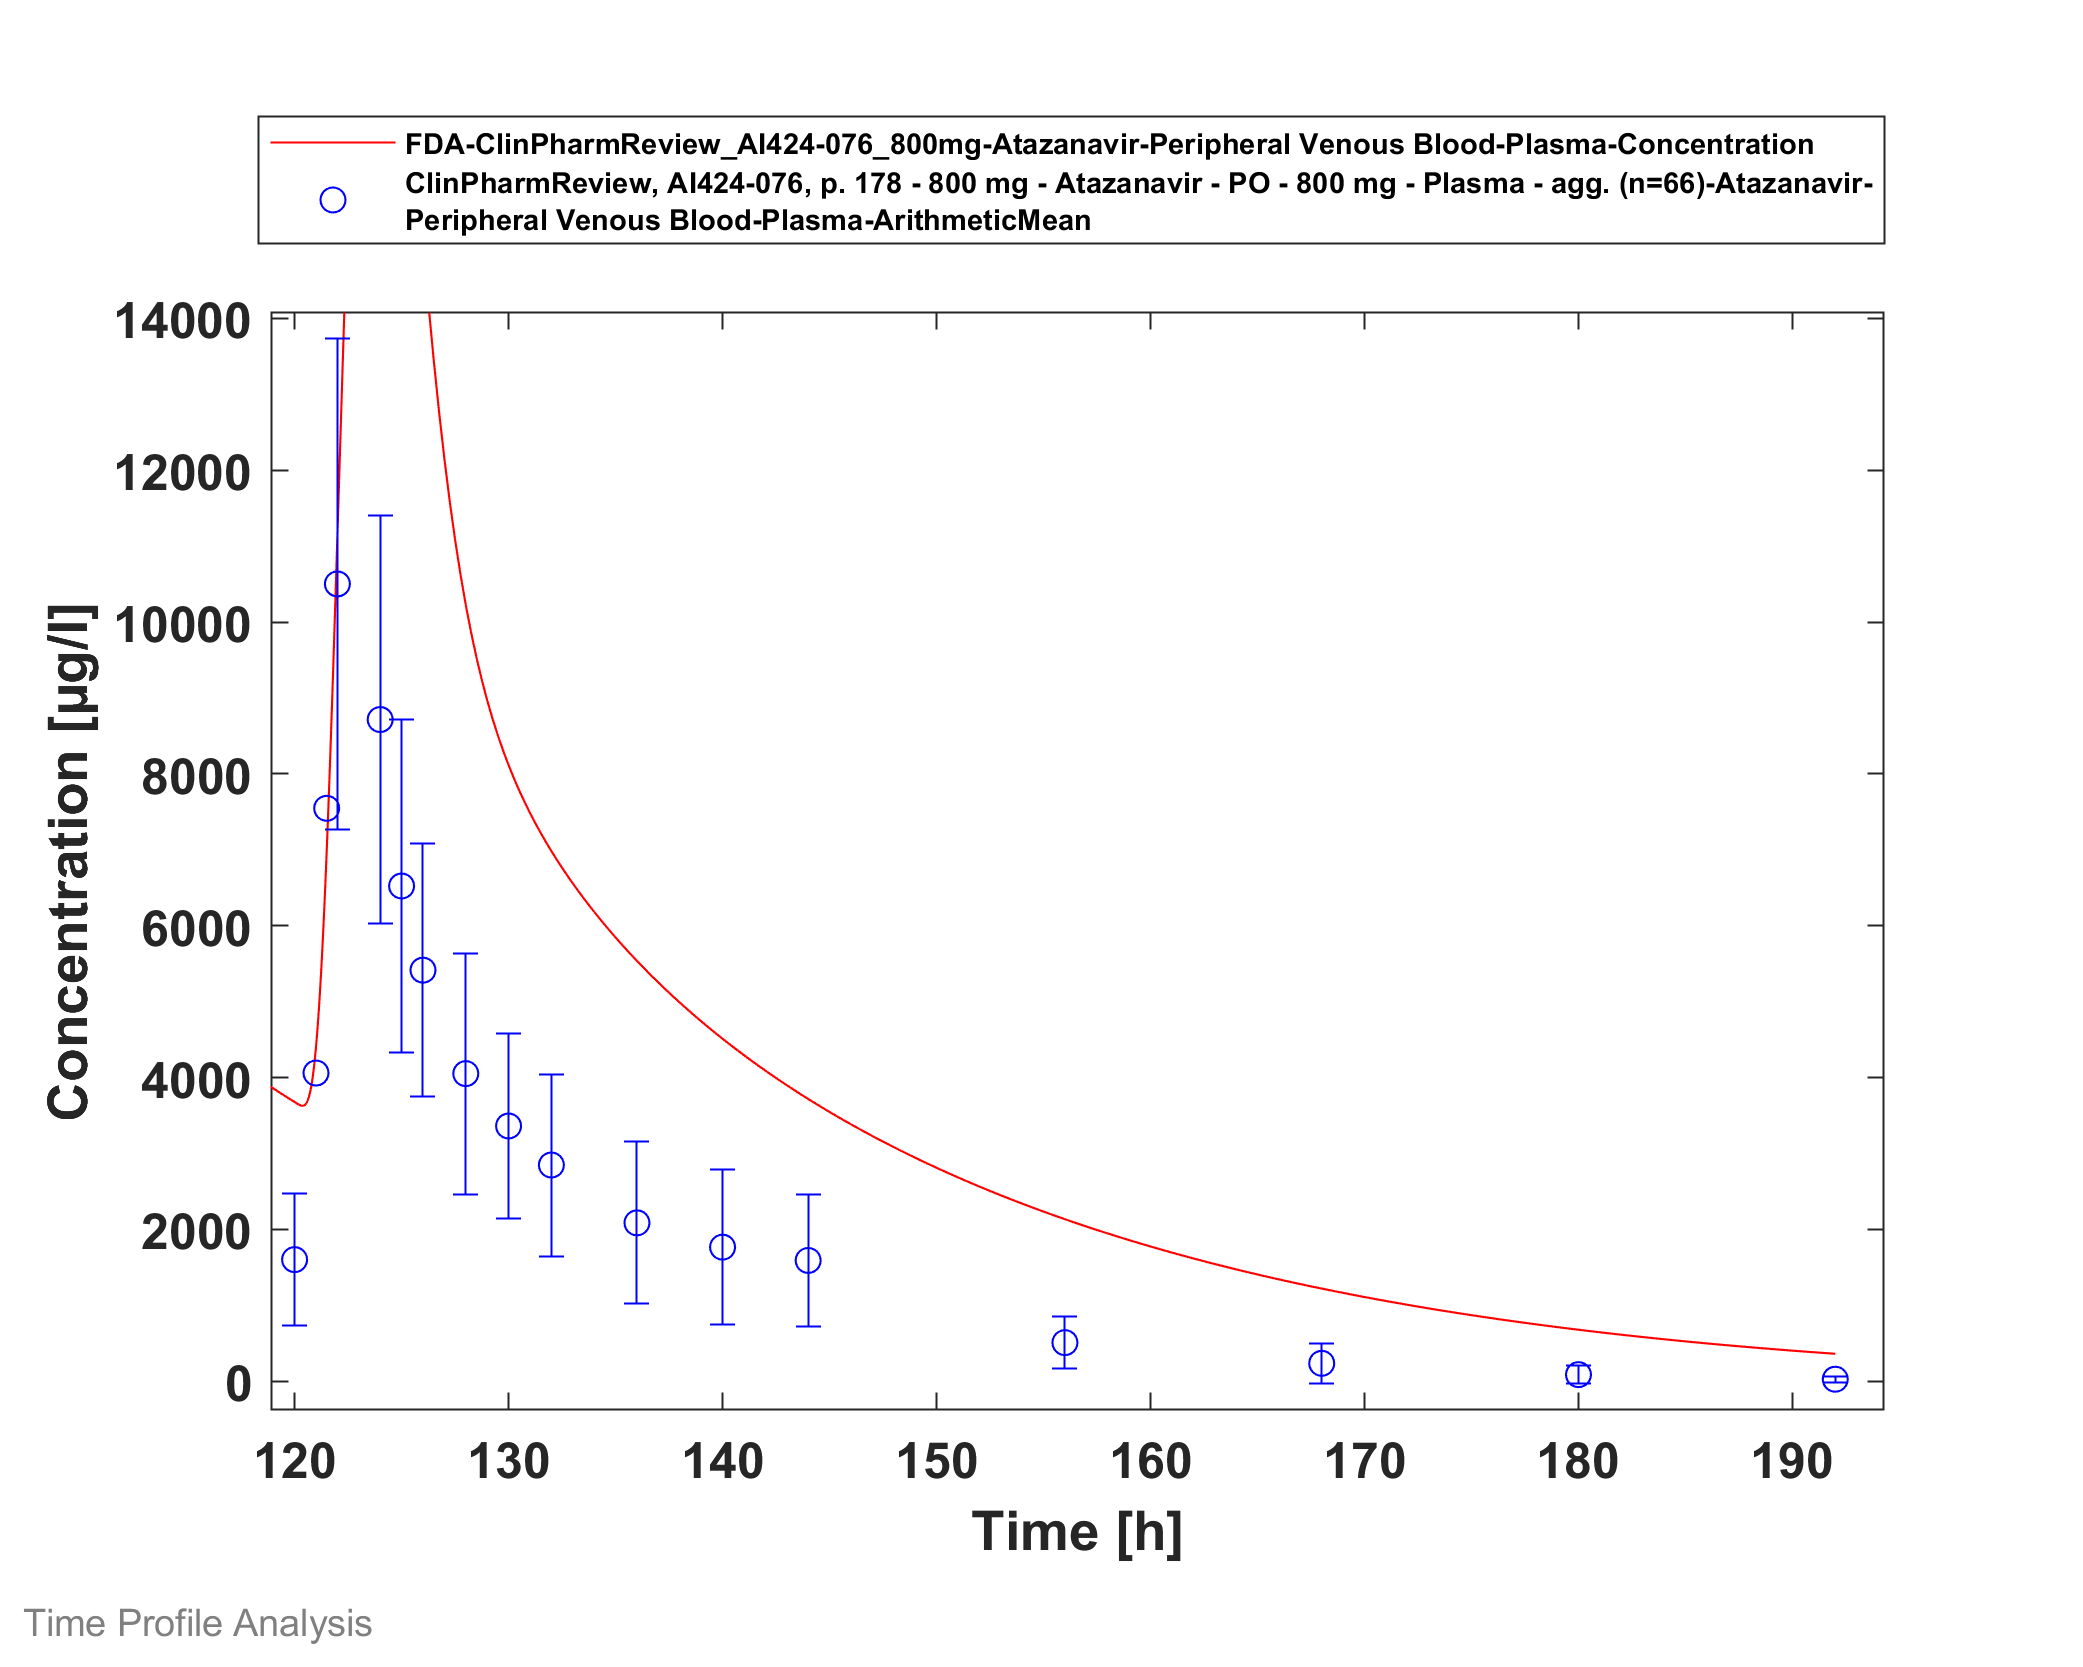 FDA-ClinPharmReview_AI424-076_800mg-Atazanavir-Peripheral Venous Blood-Plasma-Concentration
ClinPharmReview, AI424-076, p. 178 - 800 mg - Atazanavir - PO - 800 mg - Plasma - agg. (n=66)-Atazanavir-
Peripheral Venous Blood-Plasma-ArithmeticMean
14000
12000
10000
8000
6000
4000
2000
0
Concentration [µg/l]
120 130 140 150 160 170 180 190
Time [h]
Time Profile Analysis